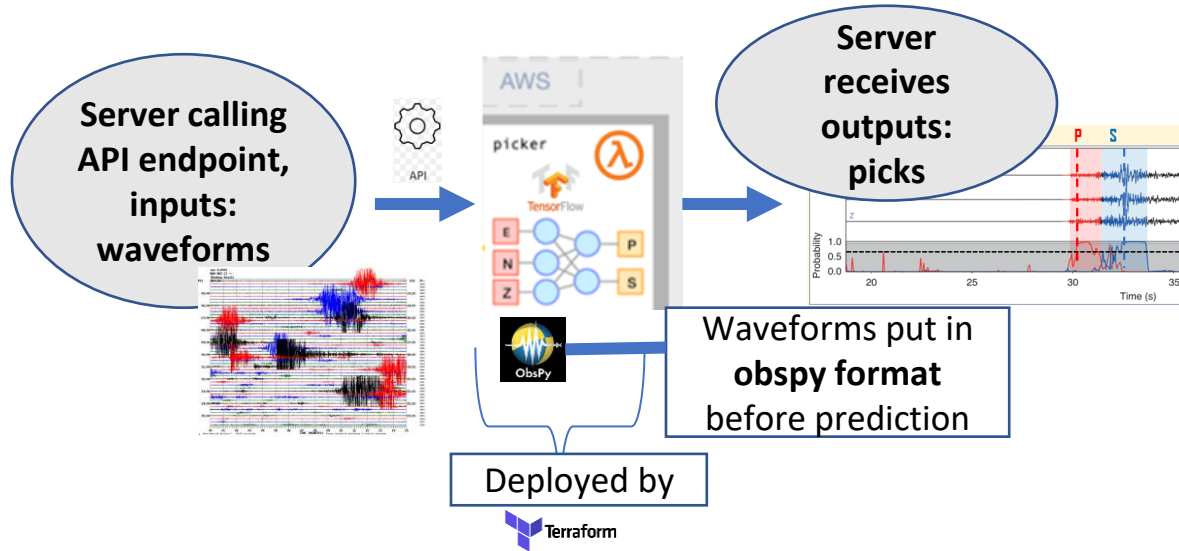 Server calling
API endpoint,
inputs:
waveforms
API
AWS
picker
TensorFlow
E
N
Z
P
S
ObsPy
Server
receives
outputs:
picks
P
S
Z
Probability
1.0
0.5
0.0
20
25
30
35
Time (s)
Waveforms put in
obspy format
before prediction
Deployed by
Terraform